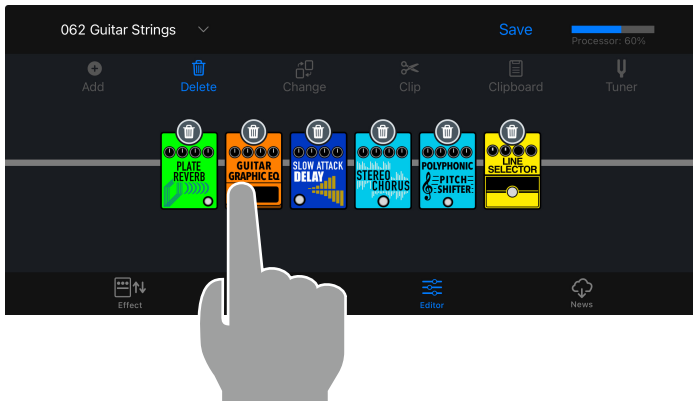 062 Guitar Strings
Save
Processor: 60%
Add
Delete
Change
Clip
Clipboard
Tuner
PLATE
REVERB
GUITAR
GRAPHIC EQ
SLOW ATTACK
DELAY
STEREO
CHORUS
POLYPHONIC
PITCH
SHIFTER
LINE
SELECTOR
Effect
Editor
News